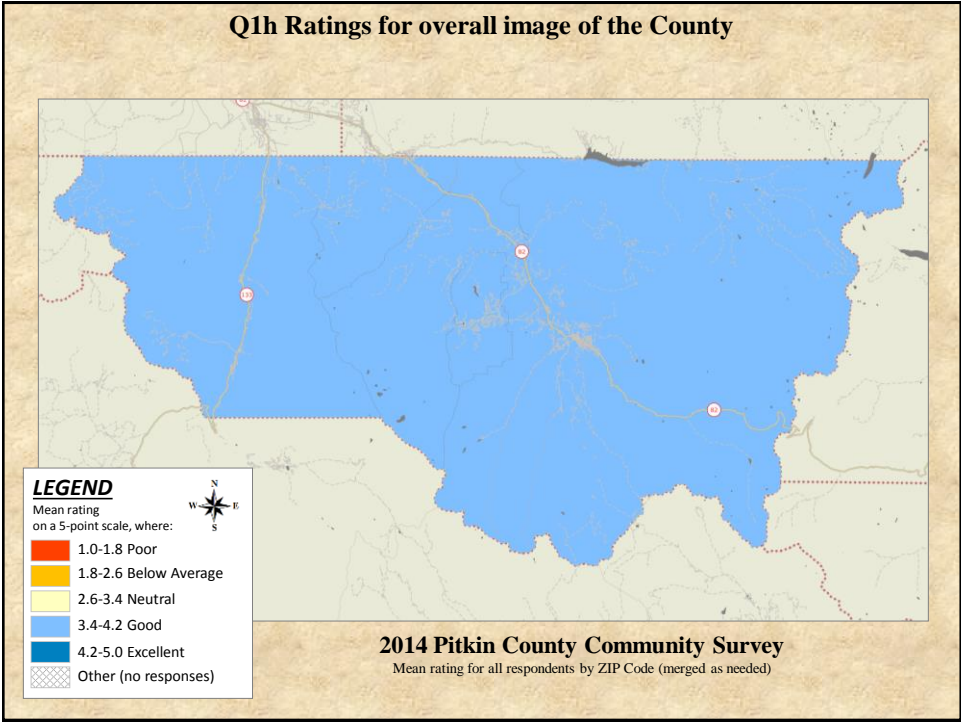 Q1h Ratings for overall image of the County
82
133
82
LEGEND
Mean rating
on a 5-point scale, where:
N
W E
S
1.0-1.8 Poor
1.8-2.6 Below Average
2.6-3.4 Neutral
3.4-4.2 Good
4.2-5.0 Excellent
Other (no responses)
2014 Pitkin County Community Survey
Mean rating for all respondents by ZIP Code (merged as needed)